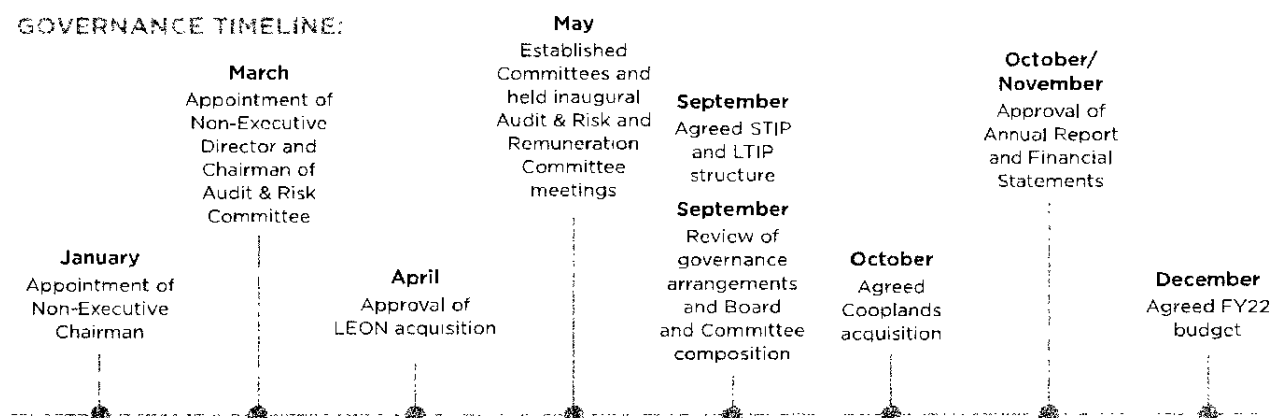 GOVERNANCE TIMELINE:
January
Appointment of
Non-Executive
Chairman
March
Appointment of
Non-Executive
Director and
Chairman of
Audit & Risk
Committee
April
Approval of
LEON acquisition
May
Established
Committees and
held inaugural
Audit & Risk and
Remuneration
Committee
meetings
September
Agreed STIP
and LTIP
structure
September
Review of
governance
arrangements
and Board
and Committee
composition
October
Agreed
Cooplands
acquisition
October/
November
Approval of
Annual Report
and Financial
Statements
December
Agreed FY22
budget